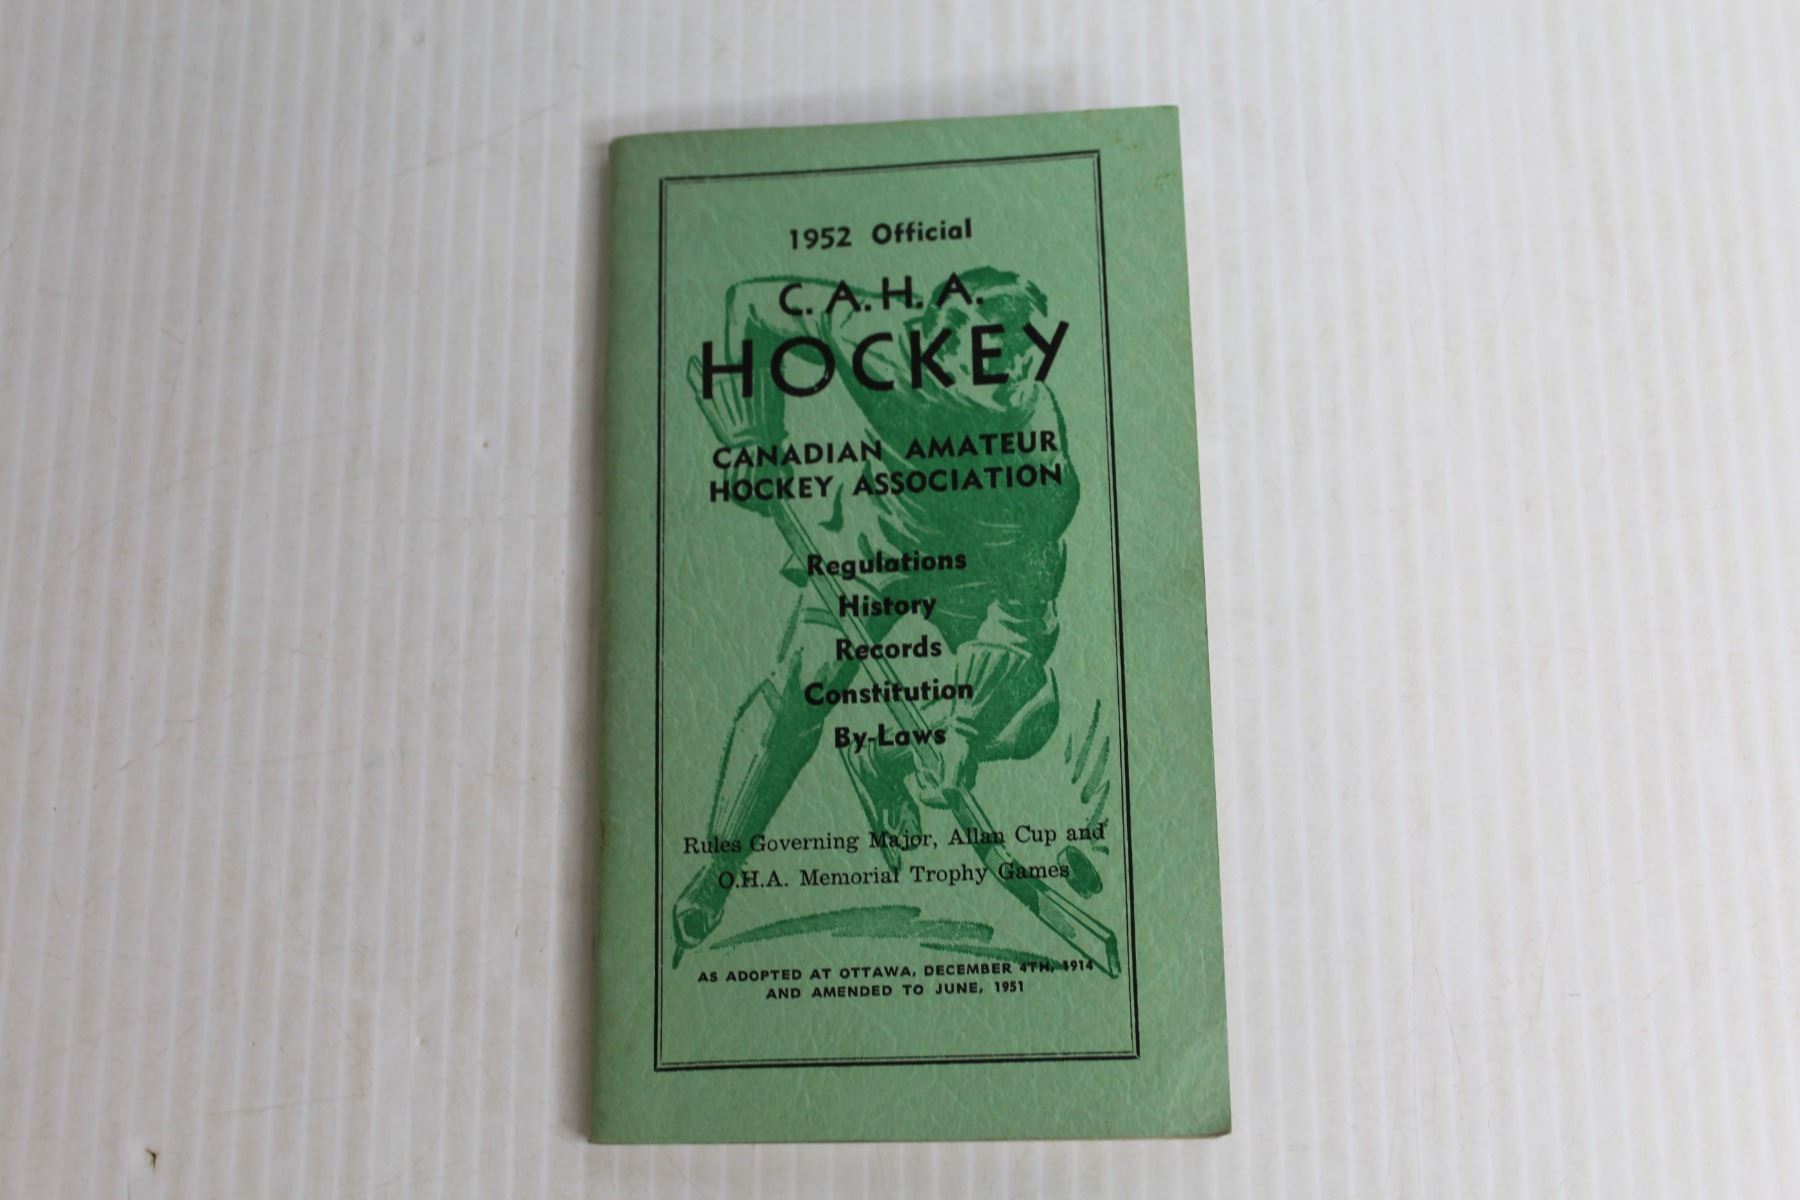 1952 Official
C. A. H. A.
HOCKEY
CANADIAN AMATEUR
HOCKEY ASSOCIATION
Regulations
History
Records
Constitution
By-Laws
Rules Governing Major, Allan Cup and
O.H.A. Memorial Trophy Games
AS ADOPTED AT OTTAWA, DECEMBER 4TH, 1914
AND AMENDED TO JUNE, 1951